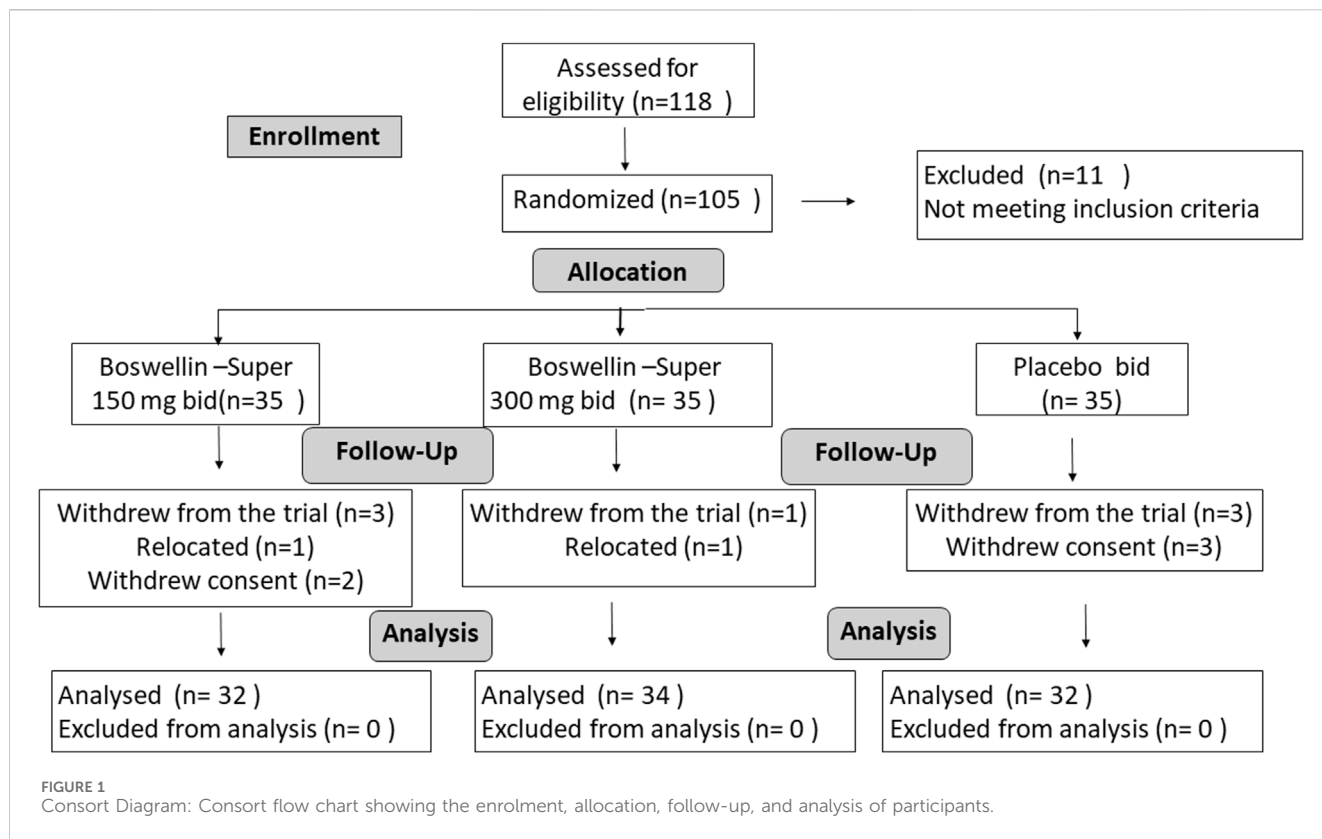 Assessed for
eligibility (n=118 )
Enrollment
Randomized (n=105 )
Excluded (n=11 )
Not meeting inclusion criteria
Allocation
Boswellin –Super
150 mg bid(n=35 )
Boswellin –Super
300 mg bid (n= 35 )
Placebo bid
(n= 35)
Follow-Up
Follow-Up
Withdrew from the trial (n=3)
Relocated (n=1)
Withdrew consent (n=2)
Withdrew from the trial (n=1)
Relocated (n=1)
Withdrew from the trial (n=3)
Withdrew consent (n=3)
Analysis
Analysis
Analysed (n= 32 )
Excluded from analysis (n= 0 )
Analysed (n= 34 )
Excluded from analysis (n= 0 )
Analysed (n= 32 )
Excluded from analysis (n= 0 )
FIGURE 1
Consort Diagram: Consort flow chart showing the enrolment, allocation, follow-up, and analysis of participants.